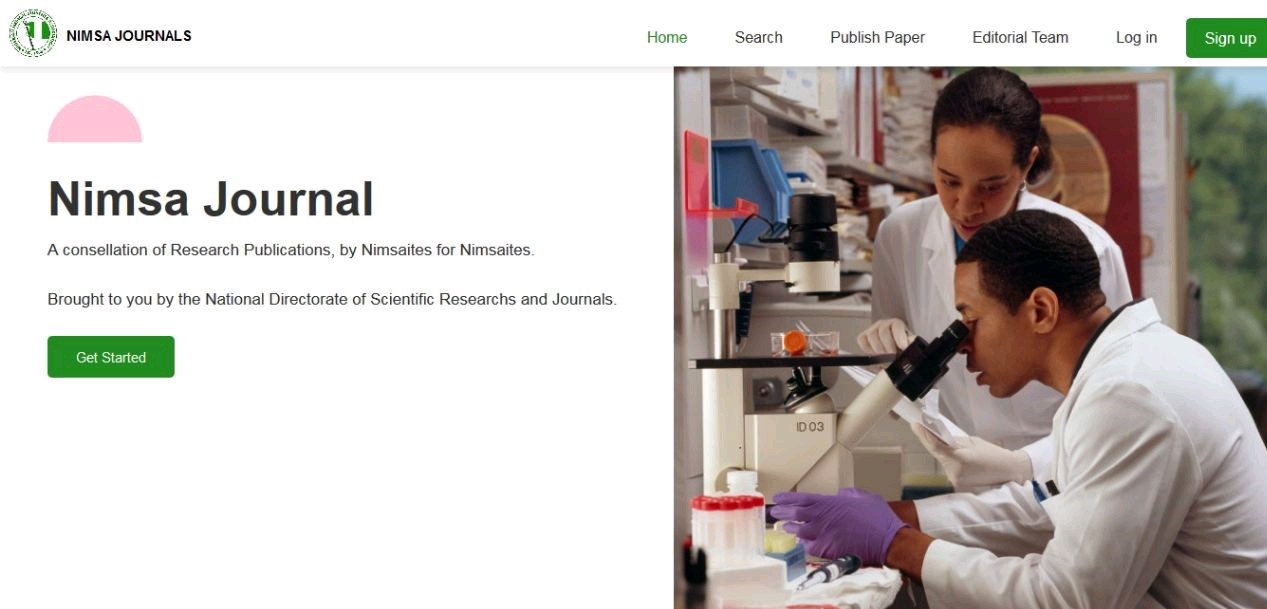 NIMSA JOURNALS
Home
Search
Publish Paper
Editorial Team
Log in
Sign up
Nimsa Journal
A consellation of Research Publications, by Nimsaites for Nimsaites.
Brought to you by the National Directorate of Scientific Researchs and Journals.
Get Started
ID 03